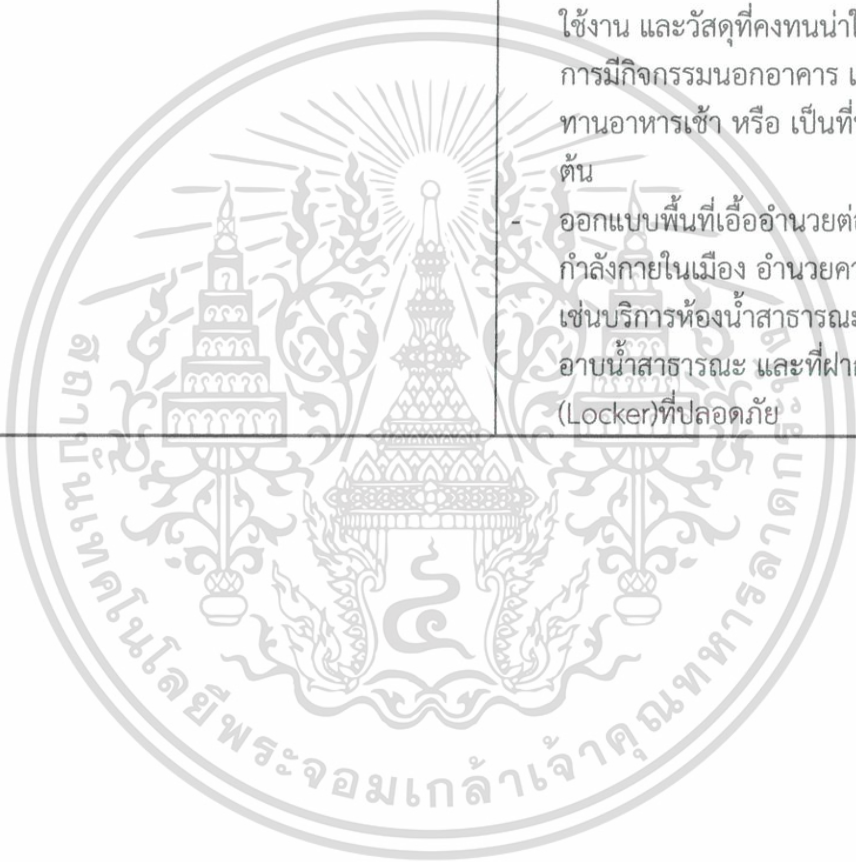 ใช้งาน และวัสดุที่คงทนน่าใ
การมีกิจกรรมนอกอาคาร เ
ทานอาหารเช้า หรือ เป็นที่
ต้น
- ออกแบบพื้นที่เอื้ออำนวยต่อ
กำลังกายในเมือง อำนวยคว
เช่นบริการห้องน้ำสาธารณะ
อาบน้ำสาธารณะ และที่ฝาก
(Locker)ที่ปลอดภัย
สถาบันเทคโนโลยีพระจอมเกล้าเจ้าคุณทหารลาดกระบัง